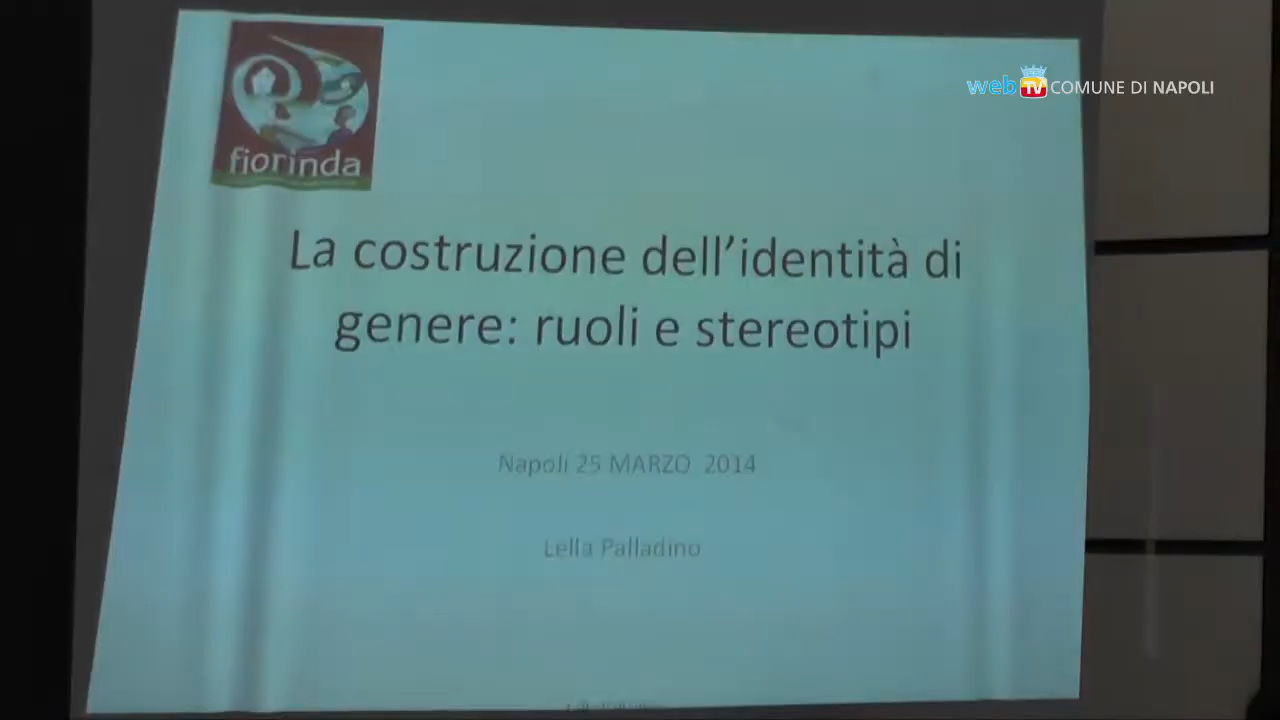 web TV COMUNE DI NAPOLI
fiorinda
La costruzione dell'identità di
genere: ruoli e stereotipi
Napoli 25 MARZO 2014
Lella Palladino